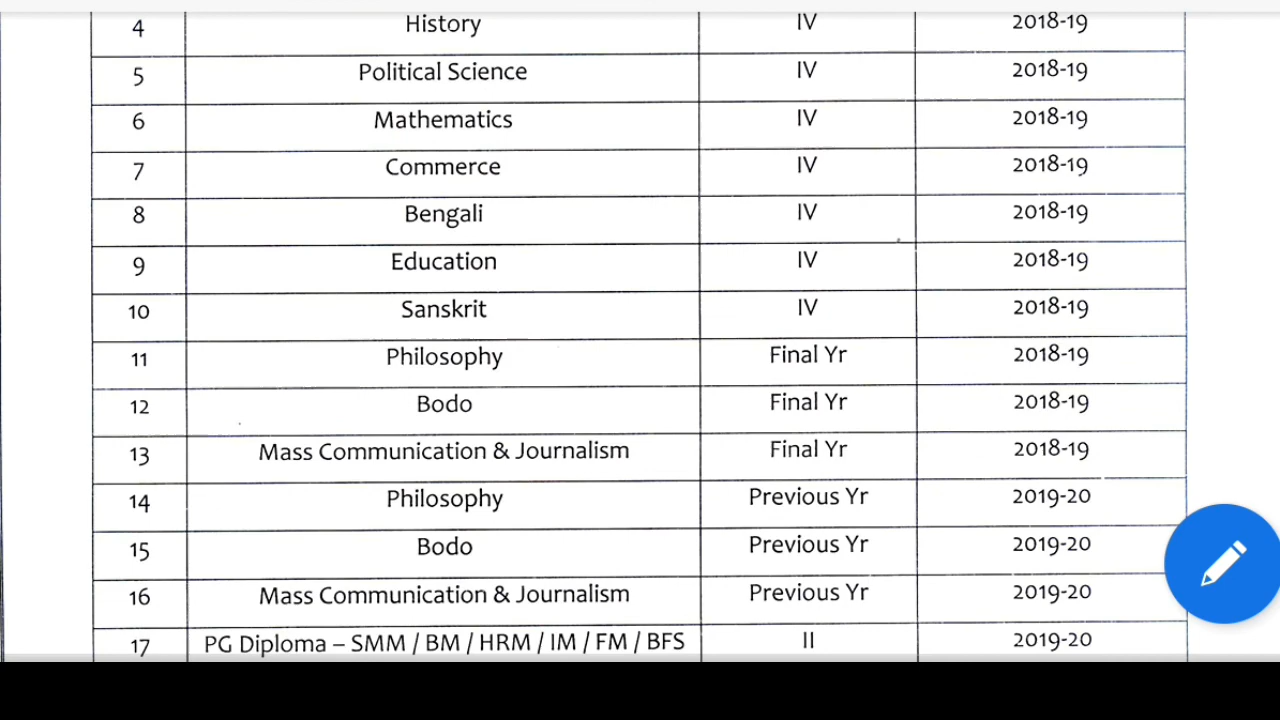 4 History IV 2018-19
5 Political Science IV 2018-19
6 Mathematics IV 2018-19
7 Commerce IV 2018-19
8 Bengali IV 2018-19
9 Education IV 2018-19
10 Sanskrit IV 2018-19
11 Philosophy Final Yr 2018-19
12 Bodo Final Yr 2018-19
13 Mass Communication & Journalism Final Yr 2018-19
14 Philosophy Previous Yr 2019-20
15 Bodo Previous Yr 2019-20
16 Mass Communication & Journalism Previous Yr 2019-20
17 PG Diploma – SMM / BM / HRM / IM / FM / BFS II 2019-20